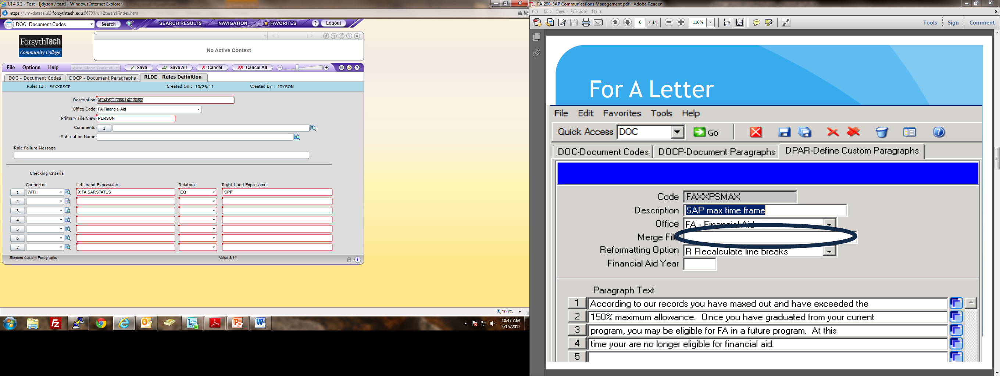 UI 4.3.2 - Test - [jdyson / test] - Windows Internet Explorer
https://vm-datatelui3.forsythtech.edu:56700/ui42test/sl/index.htm
DOC: Document Codes
Search
SEARCH RESULTS
NAVIGATION
FAVORITES
?
Logout
ForsythTech
Community College
No Active Context
File
Options
Help
Auto-Close Context
Save
Save All
Cancel
Cancel All
DOC - Document Codes
DOCP - Document Paragraphs
RLDE - Rules Definition
Rules ID : FAXXRSCP
Created On : 10/26/11
Created By : JDYSON
Description SAP Continued Probation
Office Code FA Financial Aid
Primary File View PERSON
Comments 1
Subroutine Name
Rule Failure Message
Checking Criteria
Connector Left-hand Expression Relation Right-hand Expression
1 WITH X.FA.SAP.STATUS EQ 'CPP'
2
3
4
5
6
7
Element Custom Paragraphs
Value 3/14
100%
10:47 AM
5/15/2012
FA 200-SAP Communications Management.pdf - Adobe Reader
File Edit View Window Help
6 / 14
110%
Tools
Sign
Comment
For A Letter
File Edit Favorites Tools Help
Quick Access DOC Go
DOC-Document Codes
DOCP-Document Paragraphs
DPAR-Define Custom Paragraphs
Code FAXXPSMAX
Description SAP max time frame
Office FA - Financial Aid
Merge File
Reformatting Option R Recalculate line breaks
Financial Aid Year
Paragraph Text
1 According to our records you have maxed out and have exceeded the
2 150% maximum allowance. Once you have graduated from your current
3 program, you may be eligible for FA in a future program. At this
4 time your are no longer eligible for financial aid.
5